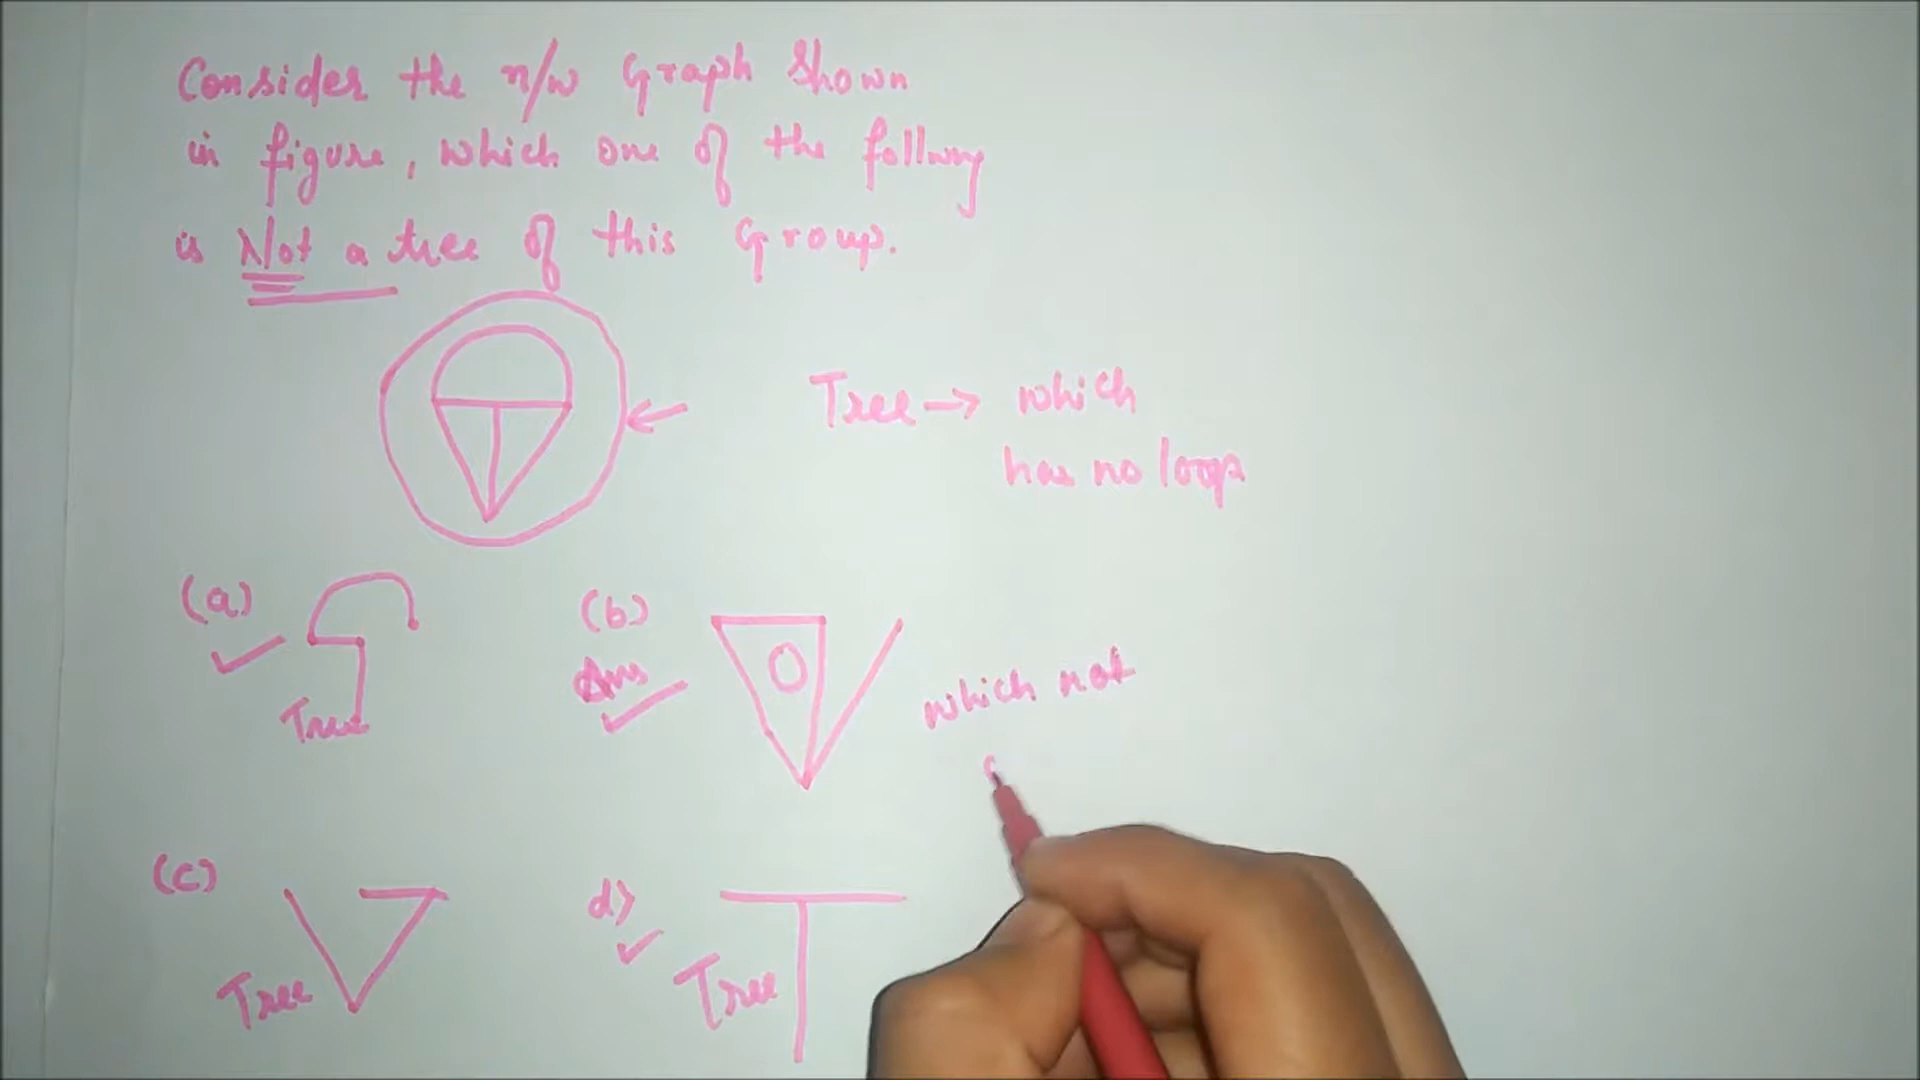 Consider the n/w Graph Shown
in figure, which one of the follwng
is Not a tree of this Group.
Tree → which
has no loops
(a)
Tree
(b)
Ans
O
which not
(c)
Tree
d)
Tree